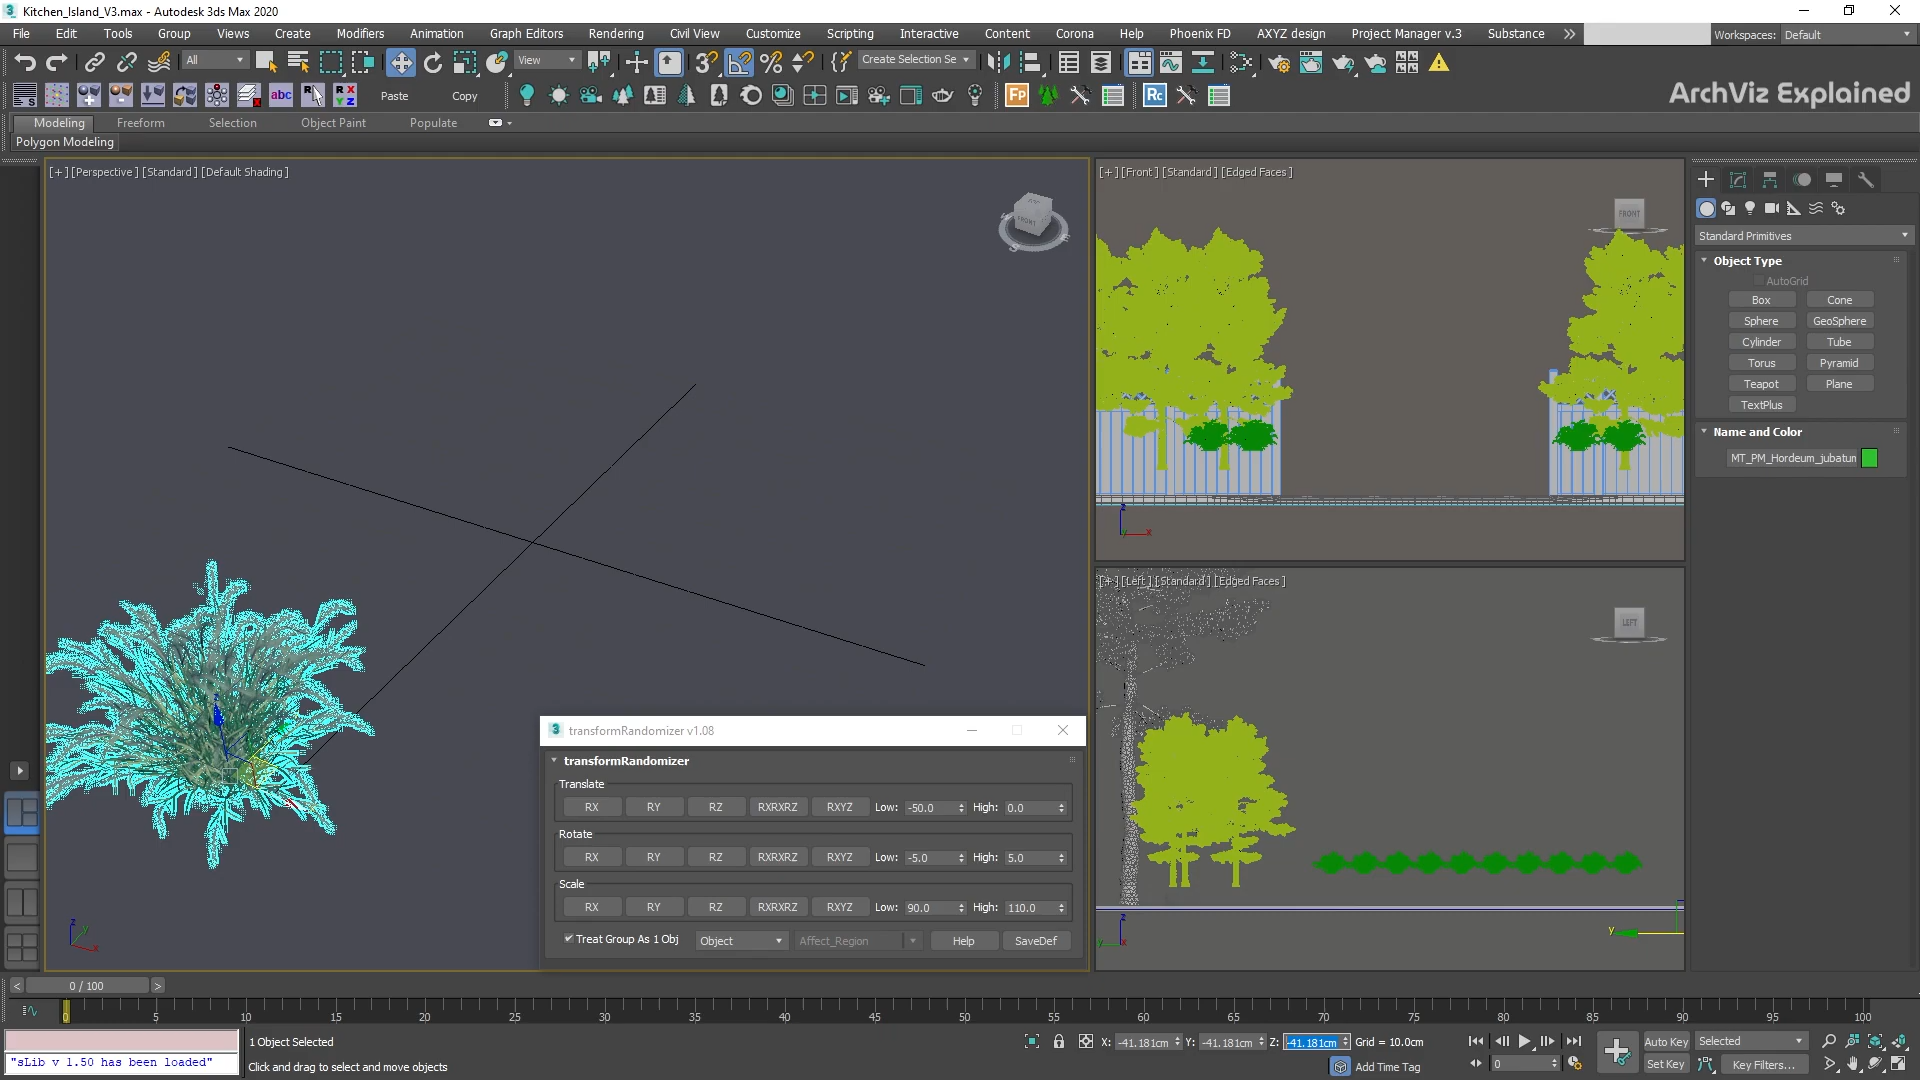 Kitchen_Island_V3.max - Autodesk 3ds Max 2020
File Edit Tools Group Views Create Modifiers Animation Graph Editors Rendering Civil View Customize Scripting Interactive Content Corona Help Phoenix FD AXYZ design Project Manager v.3 Substance Workspaces: Default
All View Create Selection Se
abc Paste Copy Fp Rc ArchViz Explained
Modeling Freeform Selection Object Paint Populate
Polygon Modeling
[+] [Perspective] [Standard] [Default Shading]
[+] [Front] [Standard] [Edged Faces]
FRONT
FRONT
Standard Primitives
Object Type
AutoGrid
Box Cone
Sphere GeoSphere
Cylinder Tube
Torus Pyramid
Teapot Plane
TextPlus
Name and Color
MT_PM_Hordeum_jubatun
[+] [Left] [Standard] [Edged Faces]
LEFT
transformRandomizer v1.08
transformRandomizer
Translate
RX RY RZ RXRXRZ RXYZ Low: -50.0 High: 0.0
Rotate
RX RY RZ RXRXRZ RXYZ Low: -5.0 High: 5.0
Scale
RX RY RZ RXRXRZ RXYZ Low: 90.0 High: 110.0
Treat Group As 1 Obj Object Affect_Region Help SaveDef
0 / 100
0 5 10 15 20 25 30 35 40 45 50 55 60 65 70 75 80 85 90 95 100
1 Object Selected X: -41.181cm Y: -41.181cm Z: -41.181cm Grid = 10.0cm Auto Key Selected
"sLib v 1.50 has been loaded" Click and drag to select and move objects Add Time Tag 0 Set Key Key Filters...